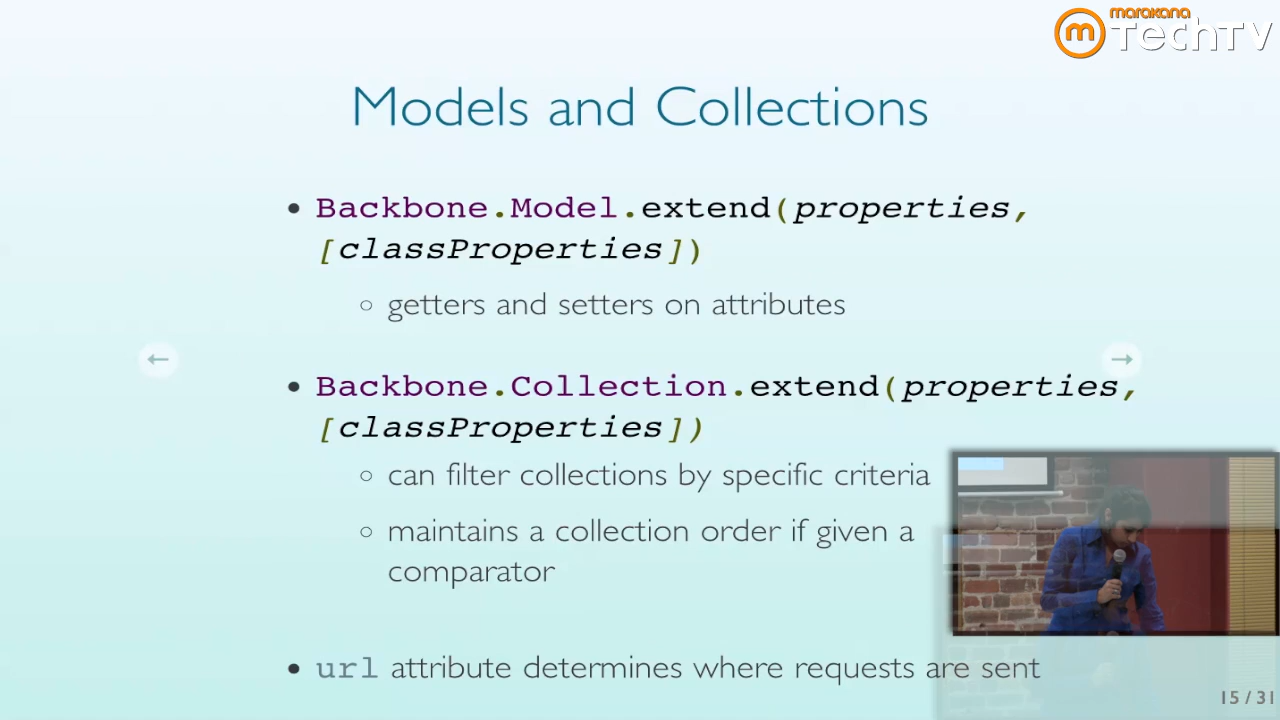 marakana
m TechTV
Models and Collections
• Backbone.Model.extend(properties,
[classProperties])
◦ getters and setters on attributes
← →
• Backbone.Collection.extend(properties,
[classProperties])
◦ can filter collections by specific criteria
◦ maintains a collection order if given a
comparator
• url attribute determines where requests are sent
15 / 31